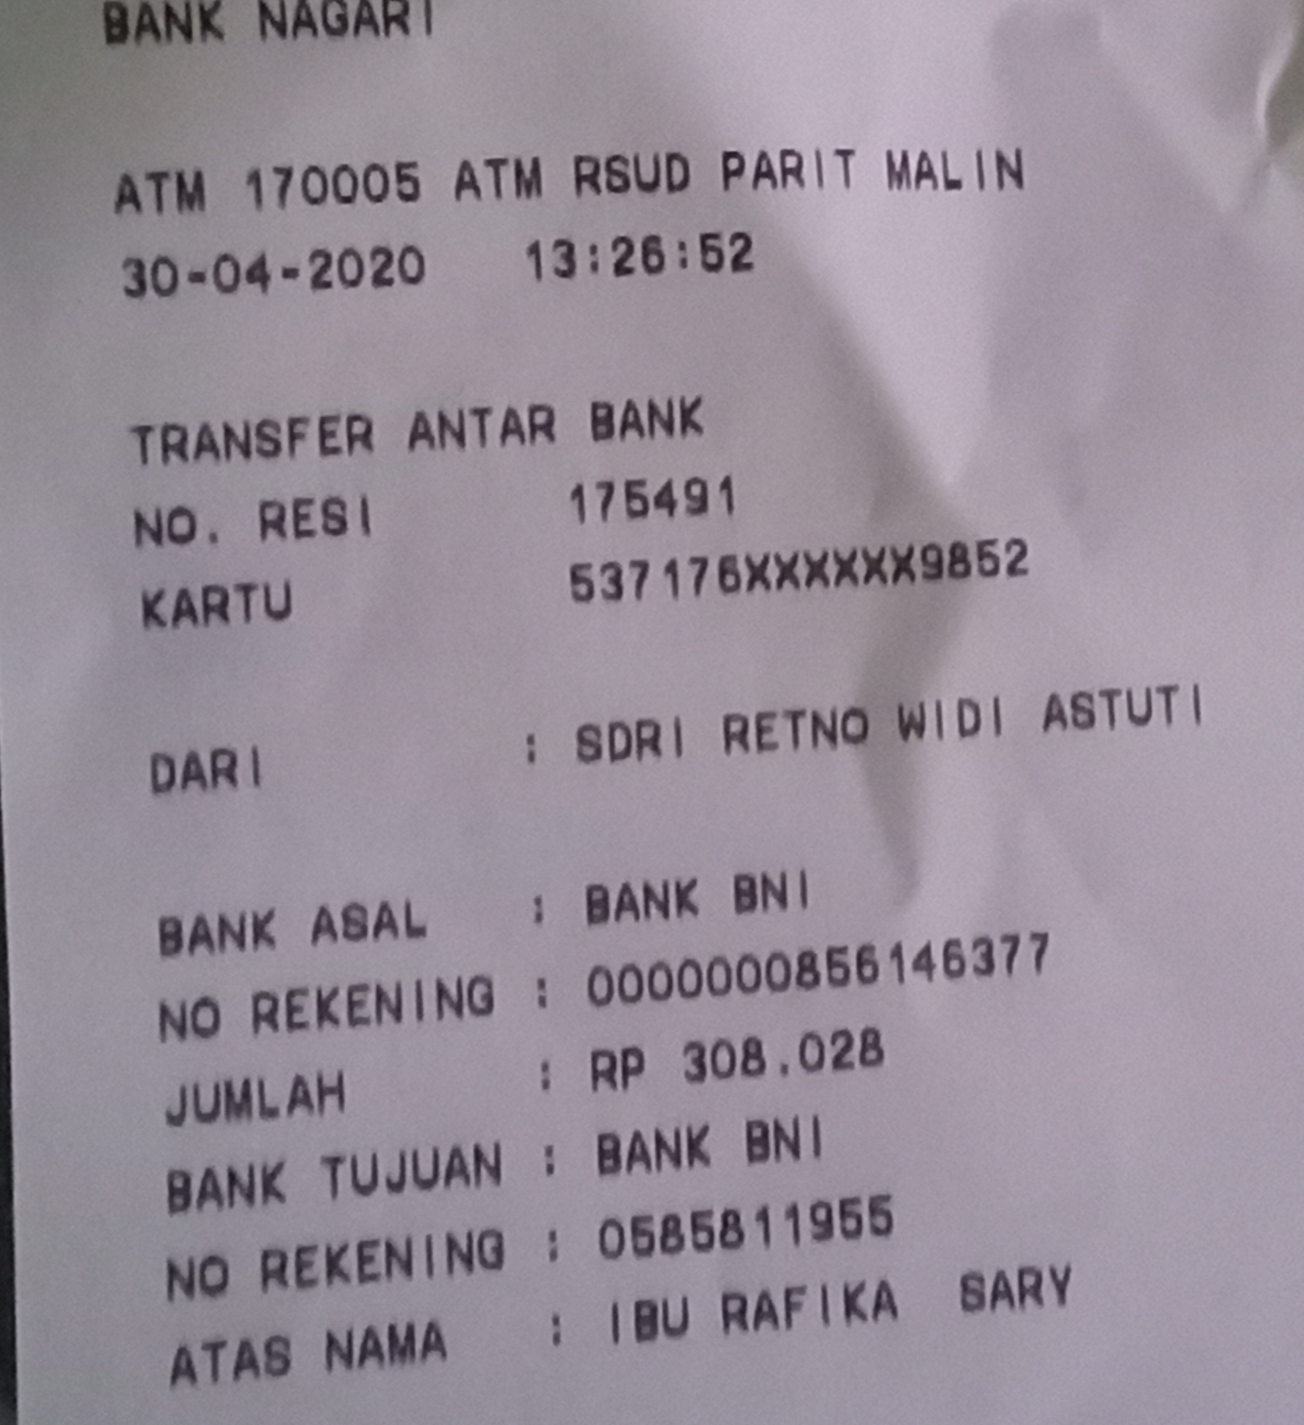 BANK NAGARI
ATM 170005 ATM RSUD PARIT MALIN
30-04-2020 13:26:52
TRANSFER ANTAR BANK
NO. RESI 175491
KARTU 537176XXXXXX9852
DARI : SDRI RETNO WIDI ASTUTI
BANK ASAL : BANK BNI
NO REKENING : 0000000856146377
JUMLAH : RP 308.028
BANK TUJUAN : BANK BNI
NO REKENING : 0585811955
ATAS NAMA : IBU RAFIKA SARY